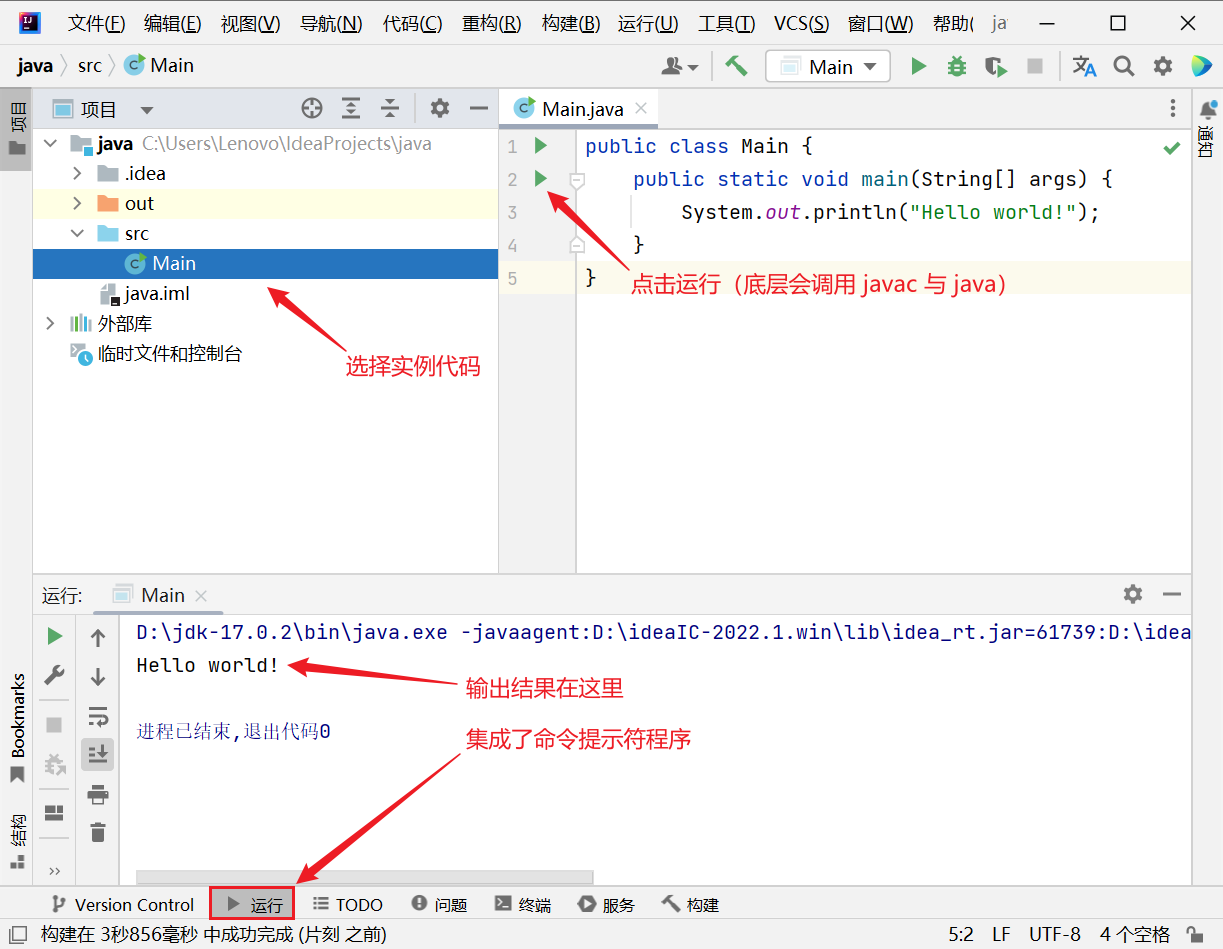 文件(F) 编辑(E) 视图(V) 导航(N) 代码(C) 重构(R) 构建(B) 运行(U) 工具(T) VCS(S) 窗口(W) 帮助( ja
java src Main Main
项目
项目
java C:\Users\Lenovo\IdeaProjects\java
.idea
out
src
Main
java.iml
外部库
临时文件和控制台
选择实例代码
Main.java
1 public class Main {
2 public static void main(String[] args) {
3 System.out.println("Hello world!");
4 }
5 }
点击运行（底层会调用 javac 与 java）
通知
运行: Main
D:\jdk-17.0.2\bin\java.exe -javaagent:D:\ideaIC-2022.1.win\lib\idea_rt.jar=61739:D:\idea
Hello world!
输出结果在这里
进程已结束,退出代码0
集成了命令提示符程序
Bookmarks
结构
Version Control 运行 TODO 问题 终端 服务 构建
构建在 3秒856毫秒 中成功完成 (片刻 之前) 5:2 LF UTF-8 4 个空格